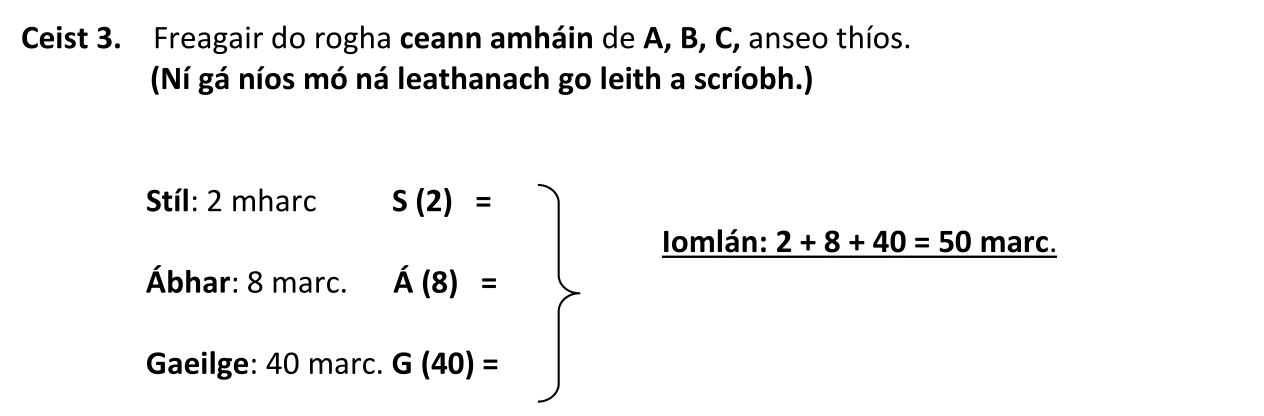 Ceist 3. Freagair do rogha ceann amháin de A, B, C, anseo thíos.
(Ní gá níos mó ná leathanach go leith a scríobh.)
Stíl: 2 mharc S (2) =
Iomlán: 2 + 8 + 40 = 50 marc.
Ábhar: 8 marc. Á (8) =
Gaeilge: 40 marc. G (40) =